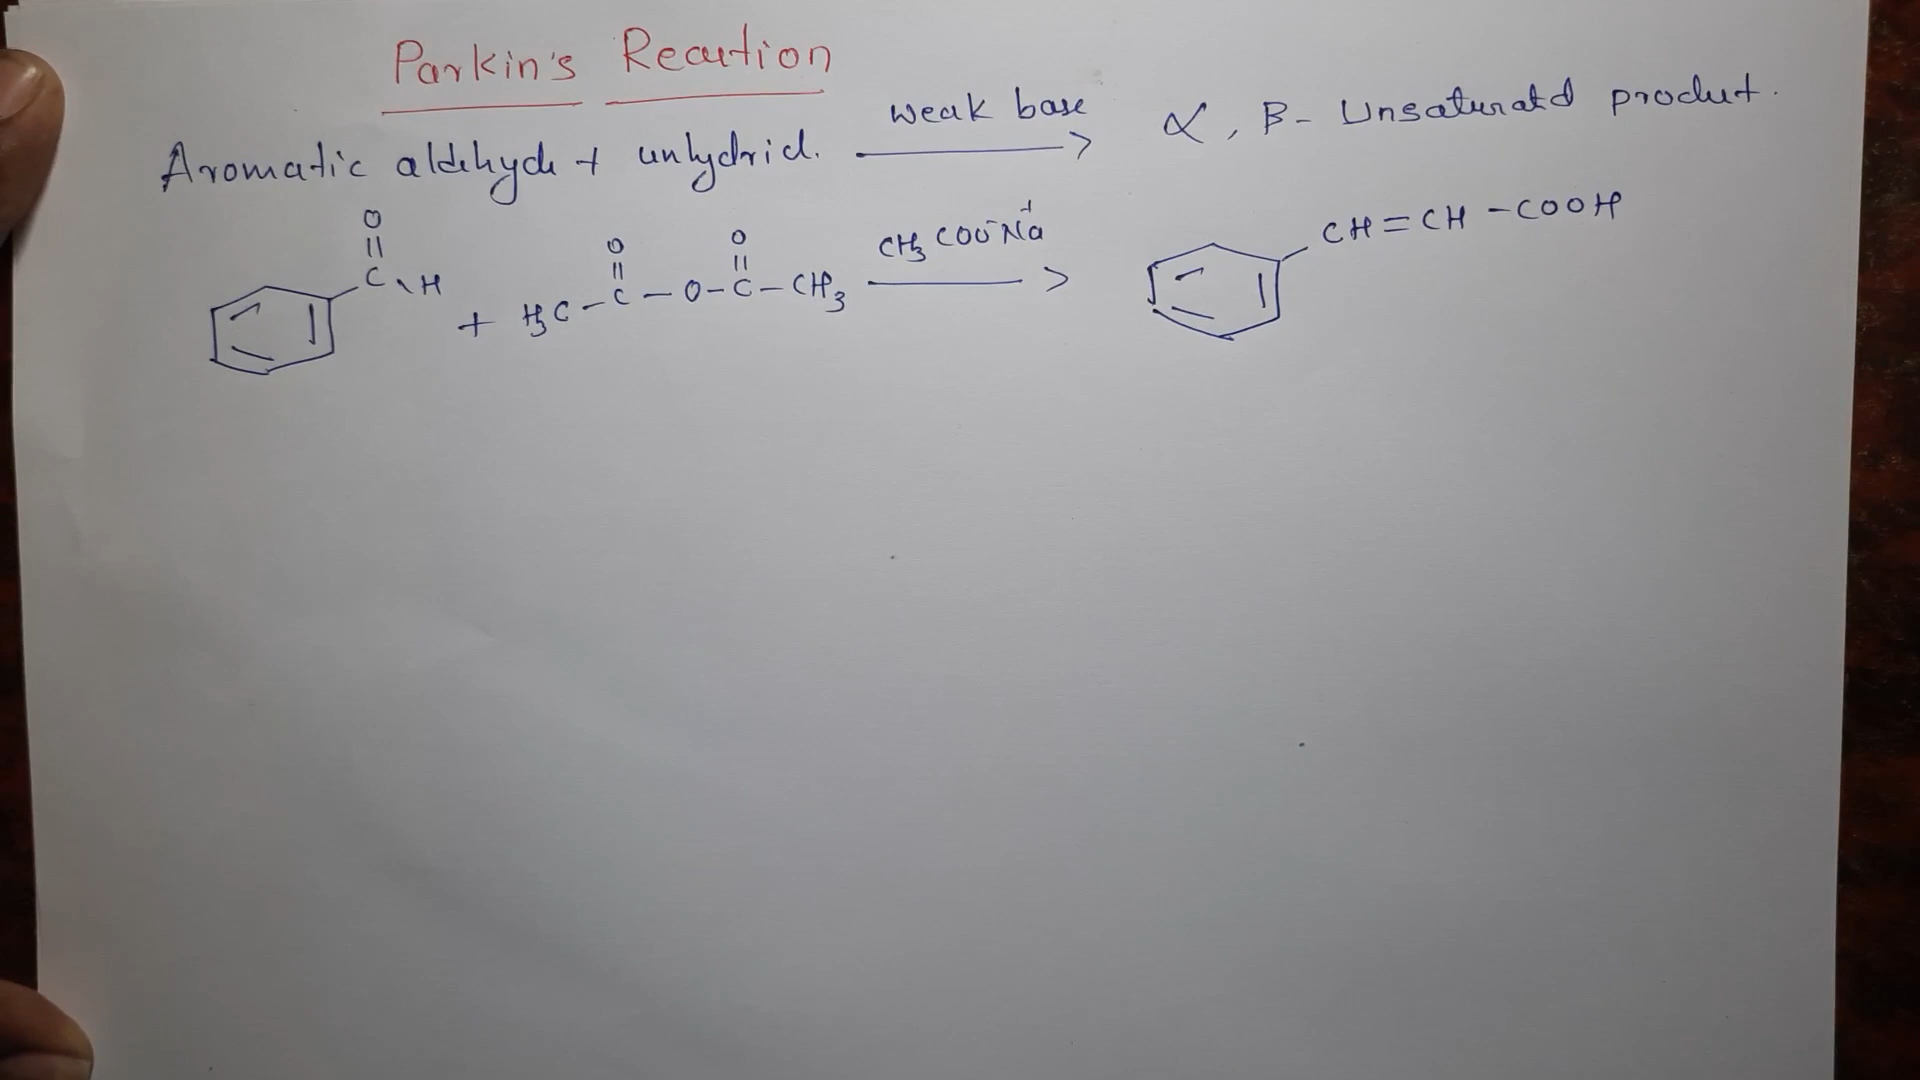 Parkin's Reaction
Aromatic aldehyde + anhydrid. weak base → α, β- Unsaturated product.
O
||
C \ H + H3C - C - O - C - CH3 CH3COO⁻Na⁺ → CH = CH - COOH